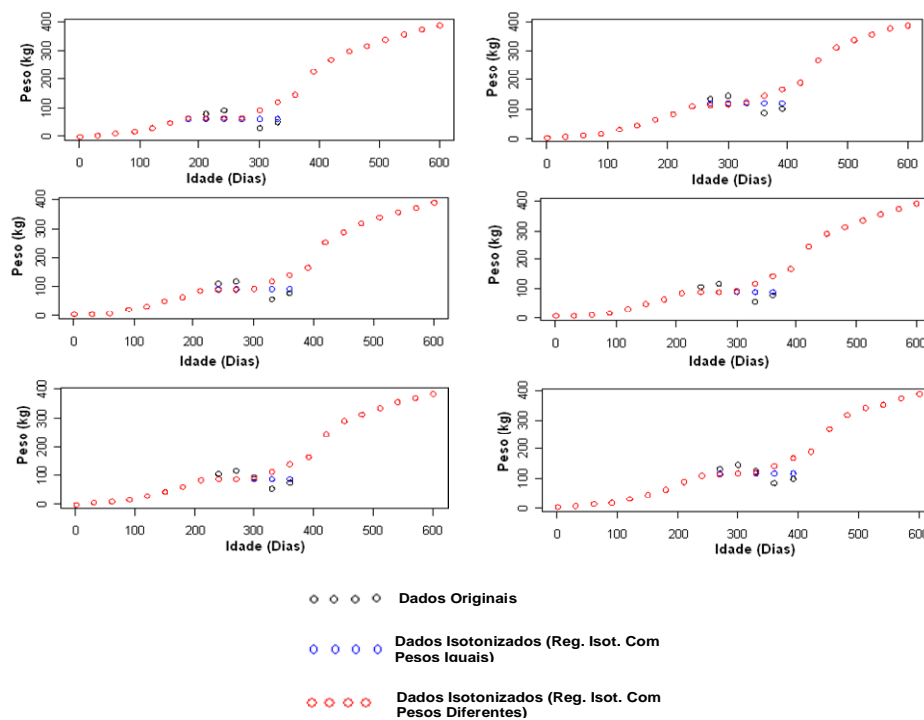 Peso (kg)
400
300
200
100
0
0 100 200 300 400 500 600
Idade (Dias)
Peso (kg)
400
300
200
100
0
0 100 200 300 400 500 600
Idade (Dias)
Peso (kg)
400
300
200
100
0
0 100 200 300 400 500 600
Idade (Dias)
Peso (kg)
400
300
200
100
0
0 100 200 300 400 500 600
Idade (Dias)
Peso (kg)
400
300
200
100
0
0 100 200 300 400 500 600
Idade (Dias)
Peso (kg)
400
300
200
100
0
0 100 200 300 400 500 600
Idade (Dias)
Dados Originais
Dados Isotonizados (Reg. Isot. Com
Pesos Iguais)
Dados Isotonizados (Reg. Isot. Com
Pesos Diferentes)